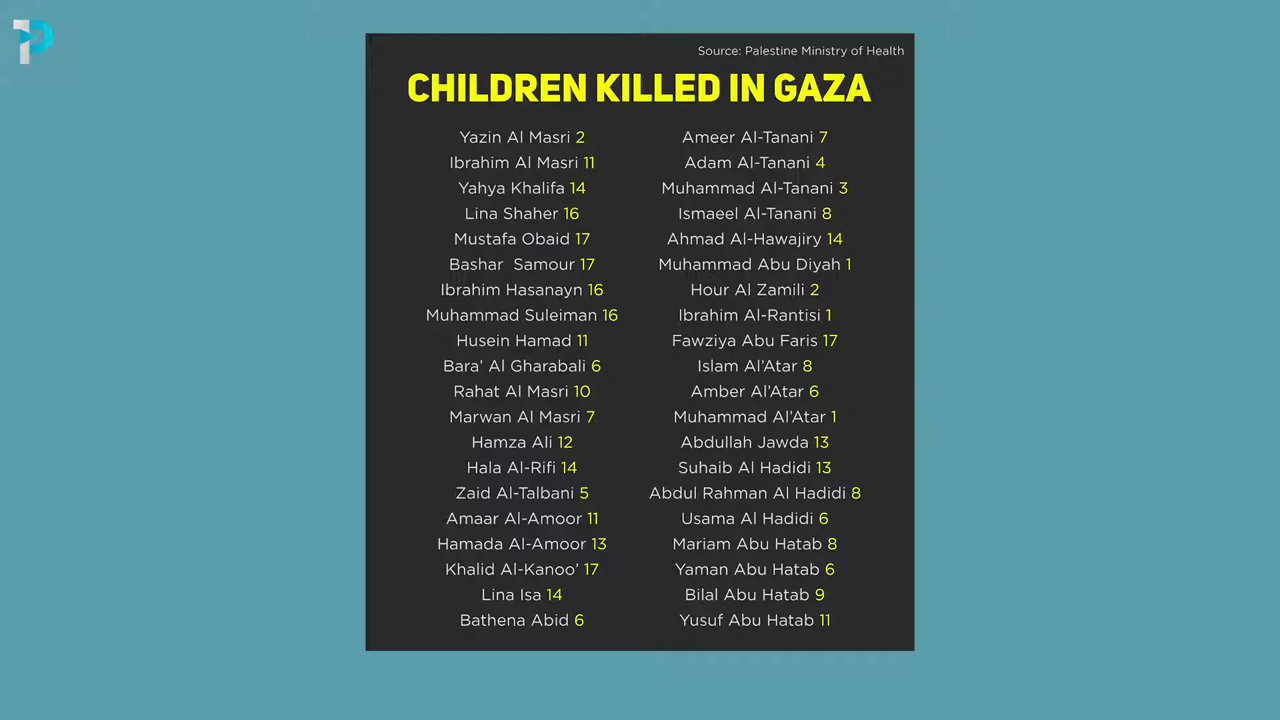 Source: Palestine Ministry of Health
CHILDREN KILLED IN GAZA
Yazin Al Masri 2
Ibrahim Al Masri 11
Yahya Khalifa 14
Lina Shaher 16
Mustafa Obaid 17
Bashar  Samour 17
Ibrahim Hasanayn 16
Muhammad Suleiman 16
Husein Hamad 11
Bara’ Al Gharabali 6
Rahat Al Masri 10
Marwan Al Masri 7
Hamza Ali 12
Hala Al-Rifi 14
Zaid Al-Talbani 5
Amaar Al-Amoor 11
Hamada Al-Amoor 13
Khalid Al-Kanoo’ 17
Lina Isa 14
Bathena Abid 6
Ameer Al-Tanani 7
Adam Al-Tanani 4
Muhammad Al-Tanani 3
Ismaeel Al-Tanani 8
Ahmad Al-Hawajiry 14
Muhammad Abu Diyah 1
Hour Al Zamili 2
Ibrahim Al-Rantisi 1
Fawziya Abu Faris 17
Islam Al’Atar 8
Amber Al’Atar 6
Muhammad Al’Atar 1
Abdullah Jawda 13
Suhaib Al Hadidi 13
Abdul Rahman Al Hadidi 8
Usama Al Hadidi 6
Mariam Abu Hatab 8
Yaman Abu Hatab 6
Bilal Abu Hatab 9
Yusuf Abu Hatab 11